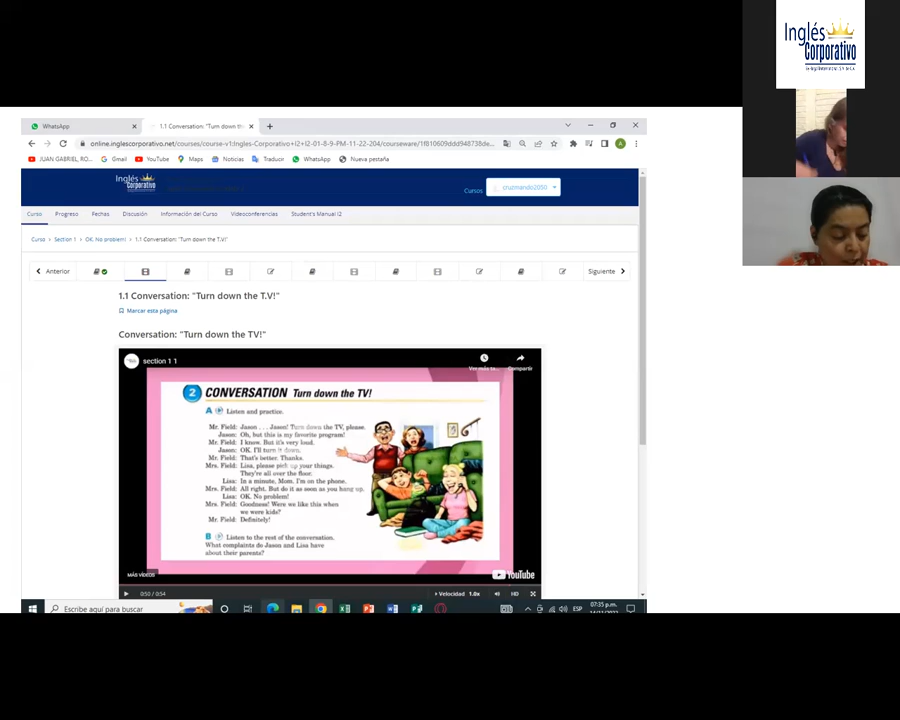 Inglés
Corporativo
WhatsApp
1.1 Conversation: "Turn down th
online.inglescorporativo.net/courses/course-v1:Ingles-Corporativo+I2+I2-01-8-9-PM-11-22-204/courseware/1f810609ddd948738de...
JUAN GABRIEL, RO...
Gmail
YouTube
Maps
Noticias
Traduce
WhatsApp
Nueva pestaña
Inglés
Corporativo
Cursos
cruzmando2050
Curso
Progreso
Fechas
Discusión
Información del Curso
Videoconferencias
Student's Manual I2
Curso > Section 1 > OK. No problem! > 1.1 Conversation: "Turn down the T.V!"
Anterior
Siguiente
1.1 Conversation: "Turn down the T.V!"
Marcar esta página
Conversation: "Turn down the TV!"
section 1 1
Ver más ta...
Compartir
2 CONVERSATION Turn down the TV!
A Listen and practice.
Mr. Field: Jason . . . Jason! Turn down the TV, please.
Jason: Oh, but this is my favorite program!
Mr. Field: I know. But it's very loud.
Jason: OK. I'll turn it down.
Mr. Field: That's better. Thanks.
Mrs. Field: Lisa, please pick up your things.
They're all over the floor.
Lisa: In a minute, Mom. I'm on the phone.
Mrs. Field: All right. But do it as soon as you hang up.
Lisa: OK. No problem!
Mrs. Field: Goodness! Were we like this when
we were kids?
Mr. Field: Definitely!
B Listen to the rest of the conversation.
What complaints do Jason and Lisa have
about their parents?
MÁS VÍDEOS
YouTube
0:50 / 0:54
Velocidad 1.0x
HD
Escribe aquí para buscar
ESP
07:35 p.m.